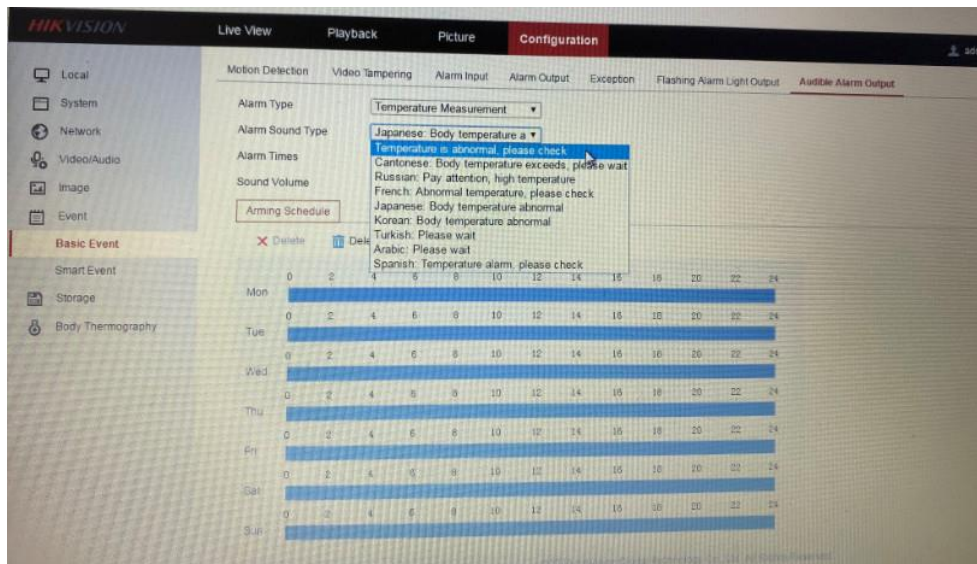 HIKVISION
Live View Playback Picture Configuration
Local
System
Network
Video/Audio
Image
Event
Basic Event
Smart Event
Storage
Body Thermography
Motion Detection Video Tampering Alarm Input Alarm Output Exception Flashing Alarm Light Output Audible Alarm Output
Alarm Type Temperature Measurement
Alarm Sound Type Japanese: Body temperature a
Alarm Times
Sound Volume
Temperature is abnormal, please check
Cantonese: Body temperature exceeds, please wait
Russian: Pay attention, high temperature
French: Abnormal temperature, please check
Japanese: Body temperature abnormal
Korean: Body temperature abnormal
Turkish: Please wait
Arabic: Please wait
Spanish: Temperature alarm, please check
Arming Schedule
Delete Dele
0 2 4 6 8 10 12 14 16 18 20 22 24
Mon
0 2 4 6 8 10 12 14 16 18 20 22 24
Tue
0 2 4 6 8 10 12 14 16 18 20 22 24
Wed
0 2 4 6 8 10 12 14 16 18 20 22 24
Thu
0 2 4 6 8 10 12 14 16 18 20 22 24
Fri
0 2 4 6 8 10 12 14 16 18 20 22 24
Sat
0 2 4 6 8 10 12 14 16 18 20 22 24
Sun